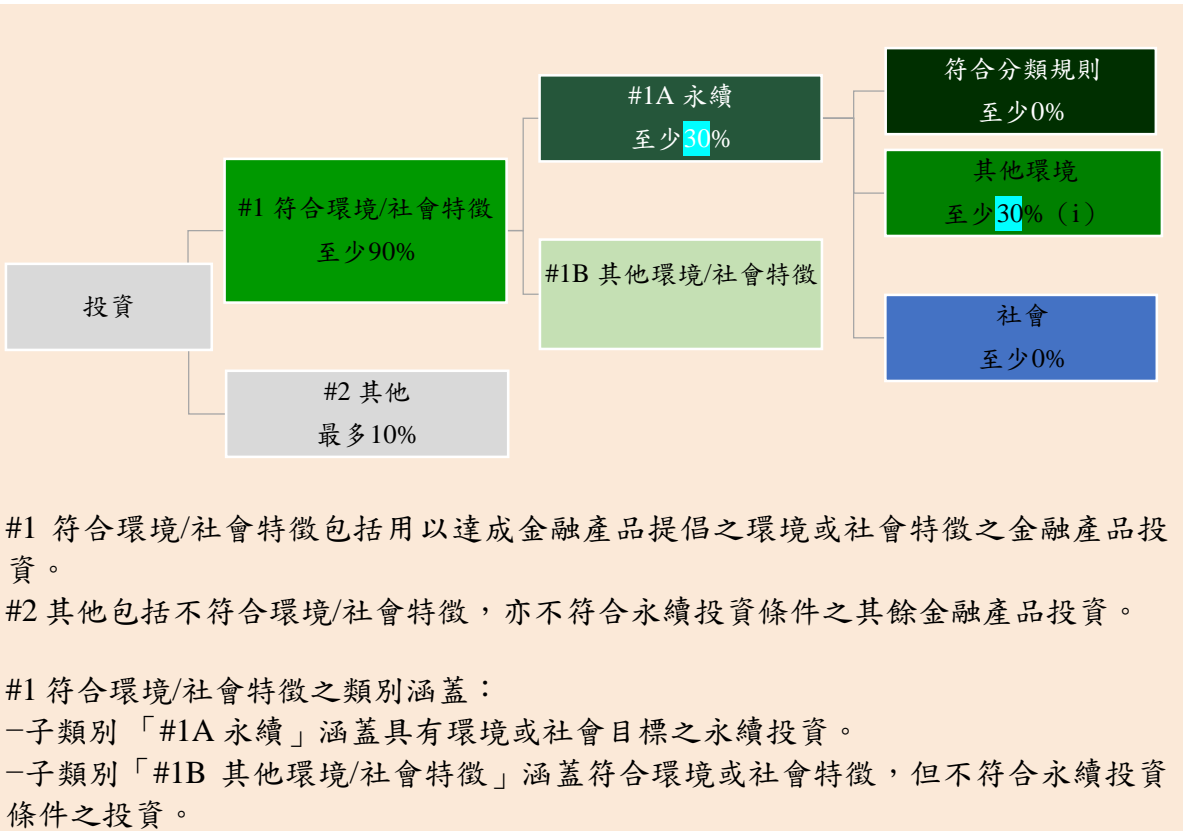 投資
#1 符合環境/社會特徵
至少90%
#2 其他
最多10%
#1A 永續
至少30%
#1B 其他環境/社會特徵
符合分類規則
至少0%
其他環境
至少30%（i）
社會
至少0%
#1 符合環境/社會特徵包括用以達成金融產品提倡之環境或社會特徵之金融產品投
資。
#2 其他包括不符合環境/社會特徵，亦不符合永續投資條件之其餘金融產品投資。
#1 符合環境/社會特徵之類別涵蓋：
−子類別「#1A 永續」涵蓋具有環境或社會目標之永續投資。
−子類別「#1B 其他環境/社會特徵」涵蓋符合環境或社會特徵，但不符合永續投資
條件之投資。